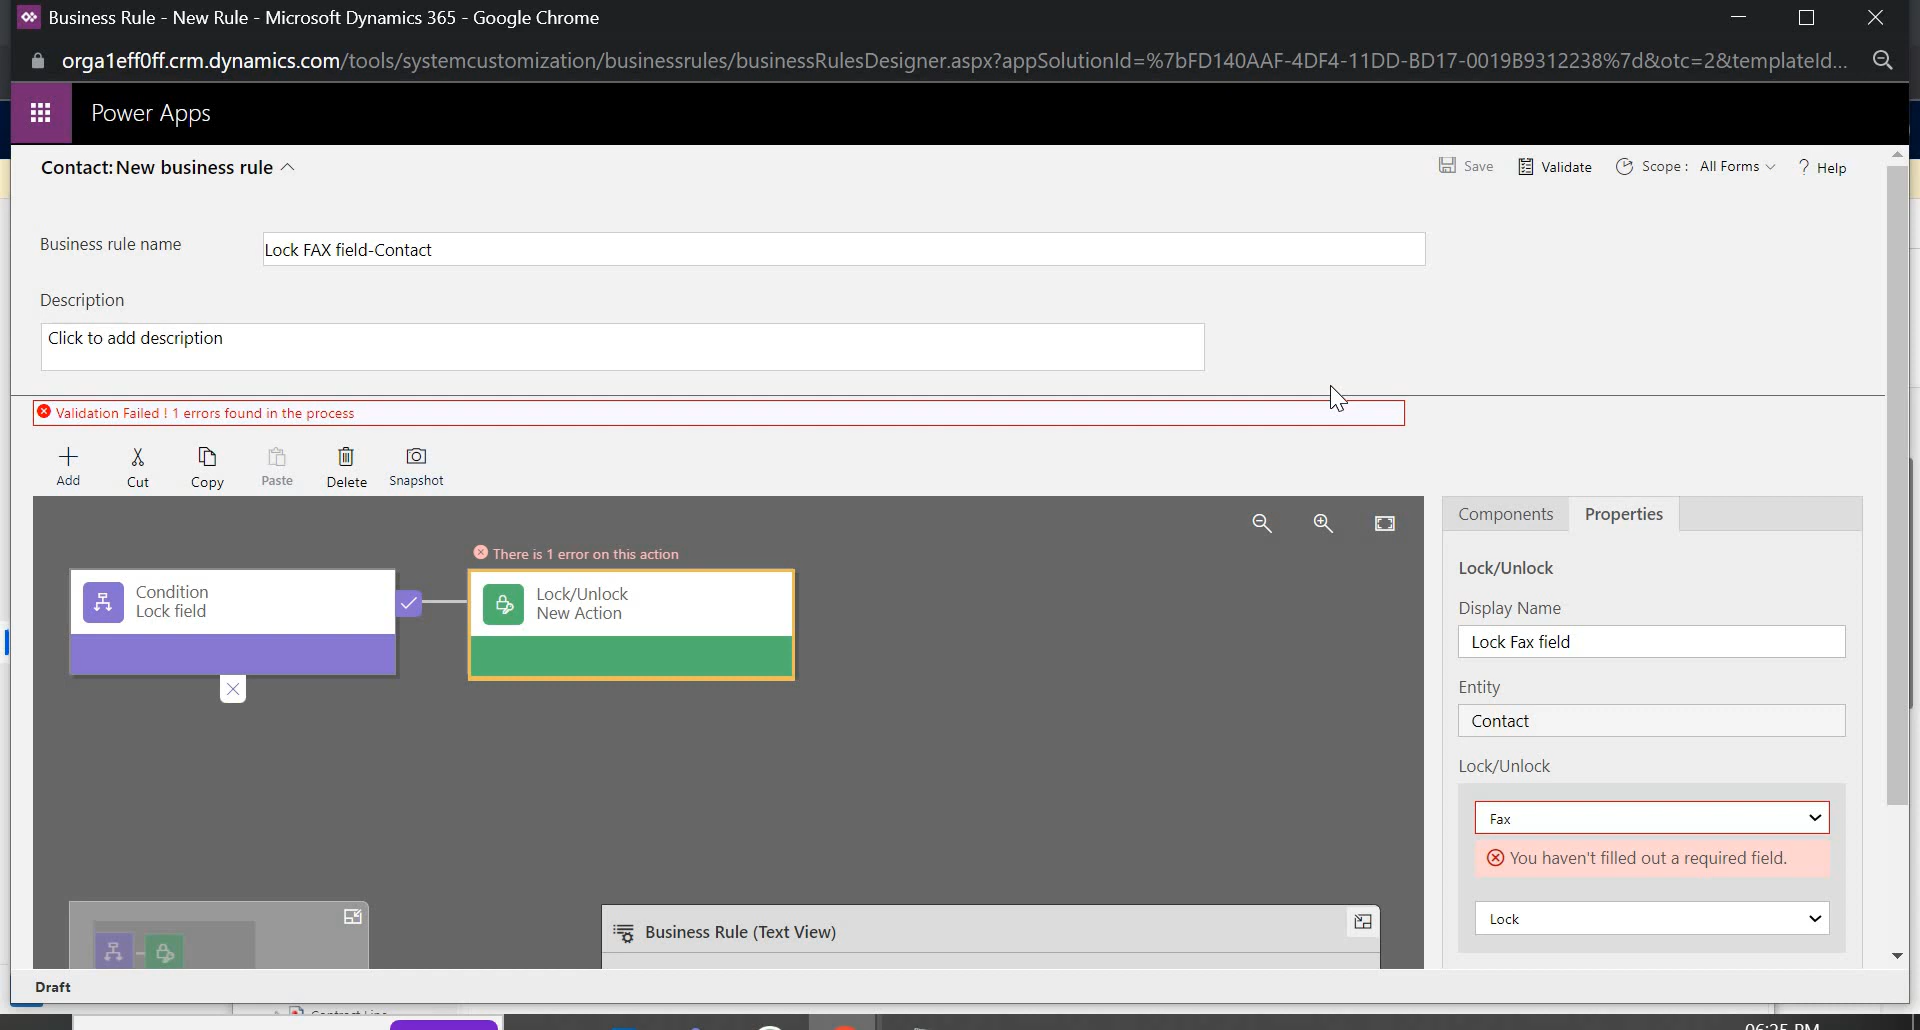 Business Rule - New Rule - Microsoft Dynamics 365 - Google Chrome
orga1eff0ff.crm.dynamics.com/tools/systemcustomization/businessrules/businessRulesDesigner.aspx?appSolutionId=%7bFD140AAF-4DF4-11DD-BD17-0019B9312238%7d&otc=2&templateId...
Power Apps
Contact: New business rule
Save Validate Scope : All Forms ? Help
Business rule name
Lock FAX field-Contact
Description
Click to add description
Validation Failed ! 1 errors found in the process
Add Cut Copy Paste Delete Snapshot
There is 1 error on this action
Condition
Lock field
Lock/Unlock
New Action
Business Rule (Text View)
Components Properties
Lock/Unlock
Display Name
Lock Fax field
Entity
Contact
Lock/Unlock
Fax
You haven't filled out a required field.
Lock
Draft